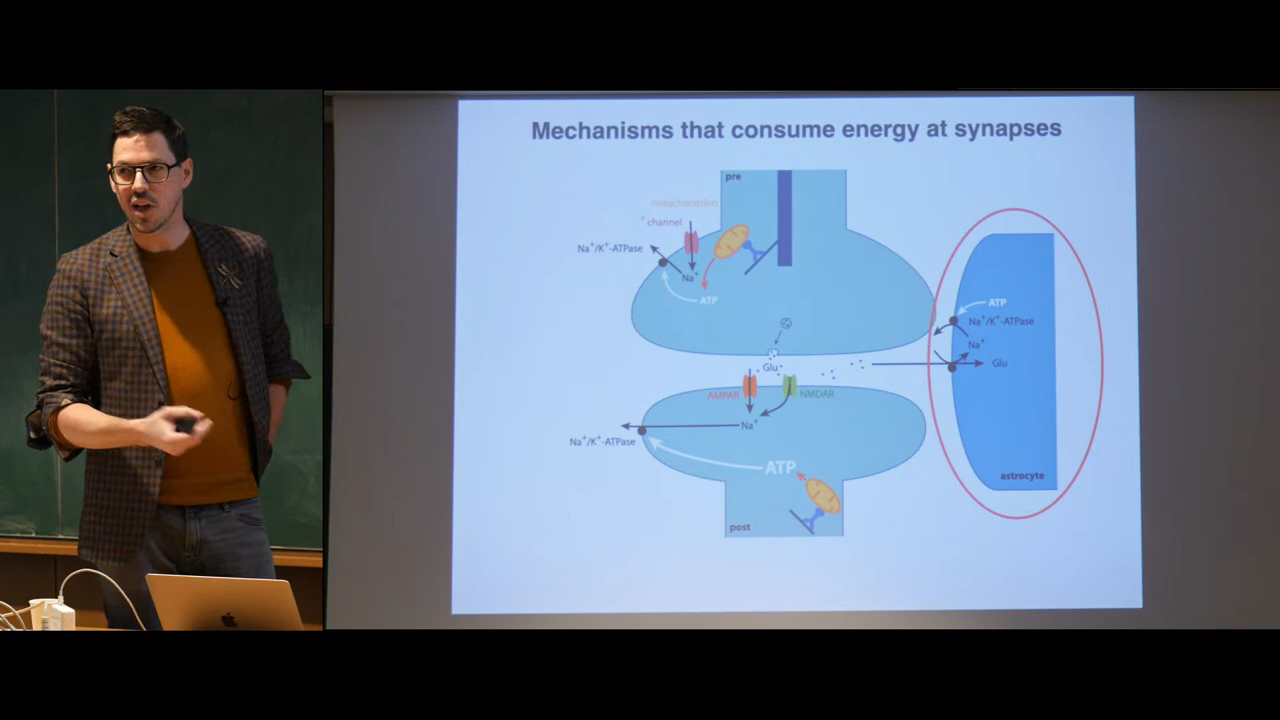 Mechanisms that consume energy at synapses
pre
mitochondrion
+ channel
Na+/K+-ATPase
Na+
ATP
ATP
Na+/K+-ATPase
Na+
Glu
Glu
AMPAR
NMDAR
Na+
Na+/K+-ATPase
ATP
astrocyte
post